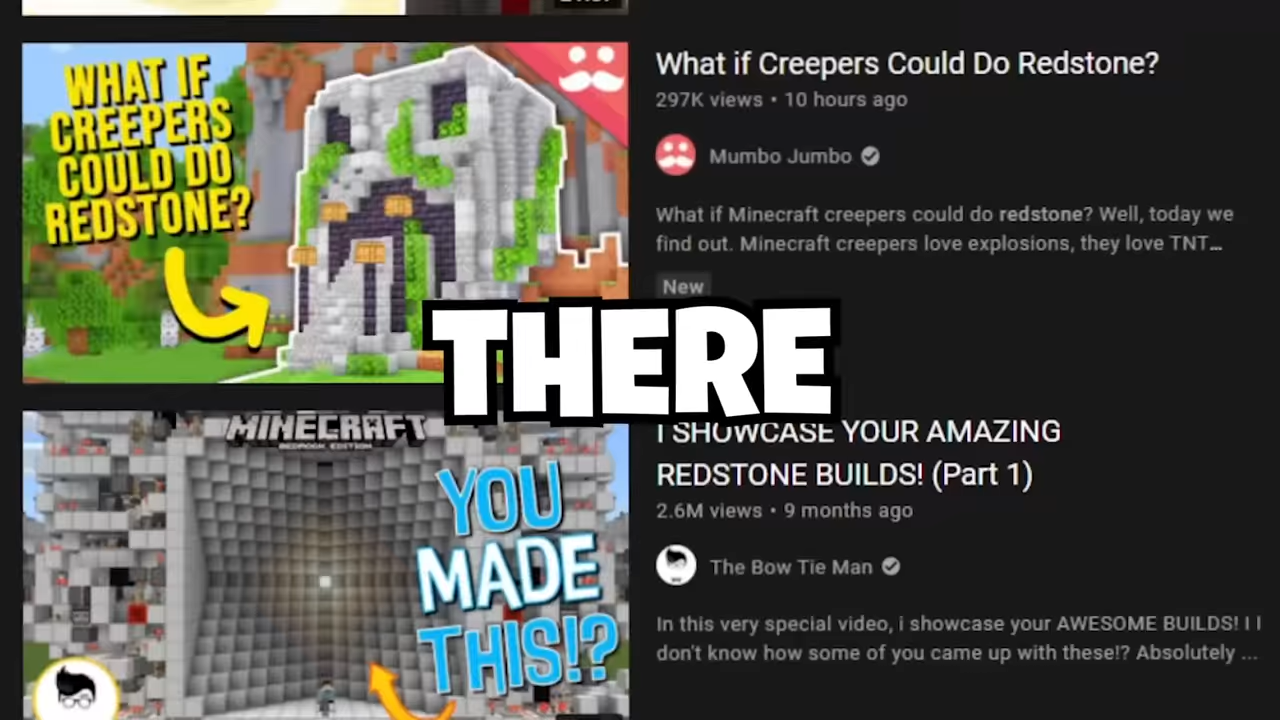 WHAT IF
CREEPERS
COULD DO
REDSTONE?
What if Creepers Could Do Redstone?
297K views • 10 hours ago
Mumbo Jumbo
What if Minecraft creepers could do redstone? Well, today we
find out. Minecraft creepers love explosions, they love TNT...
New
THERE
MINECRAFT
BEDROCK EDITION
YOU
MADE
THIS!?
I SHOWCASE YOUR AMAZING
REDSTONE BUILDS! (Part 1)
2.6M views • 9 months ago
The Bow Tie Man
In this very special video, i showcase your AWESOME BUILDS! I I
don't know how some of you came up with these!? Absolutely ...